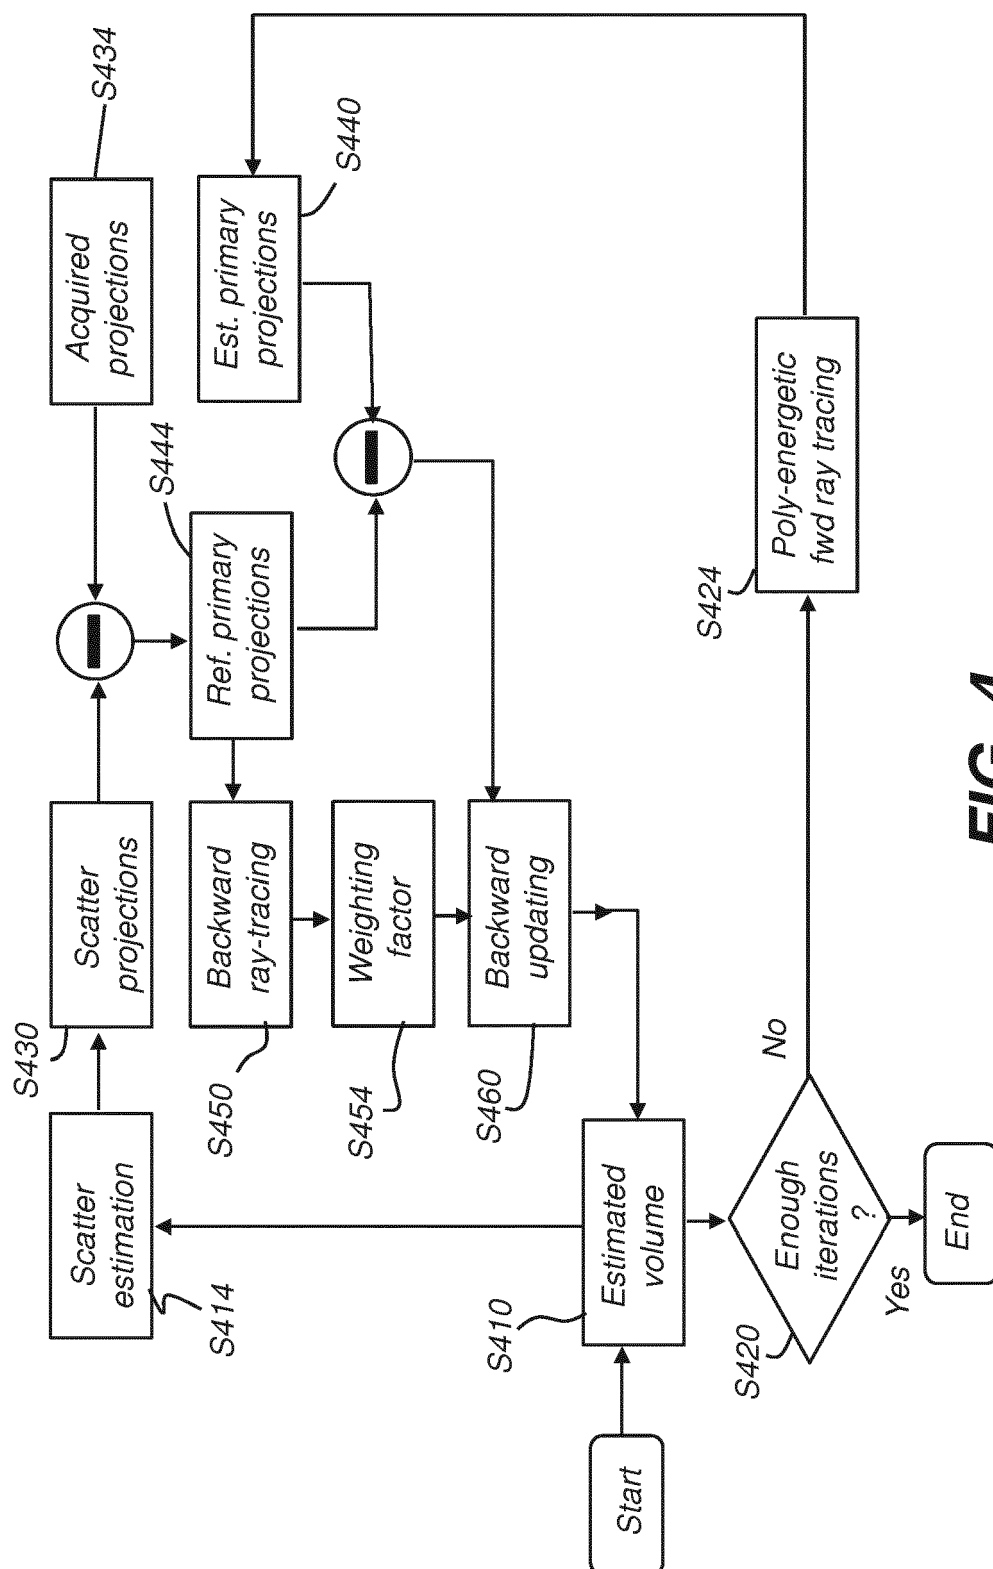 S414
Scatter
estimation
S430
Scatter
projections
Acquired
projections
S434
S450
Backward
ray-tracing
Ref. primary
projections
S444
Est. primary
projections
S440
S454
Weighting
factor
S460
Backward
updating
Start
S410
Estimated
volume
S420
Enough
iterations
?
No
Yes
End
S424
Poly-energetic
fwd ray tracing
FIG. 4